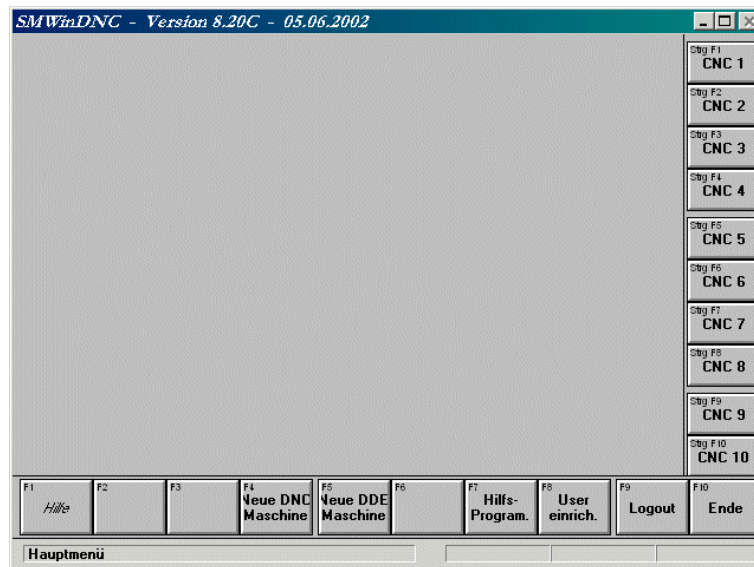 SMWinDNC - Version 8.20C - 05.06.2002
Strg F1
CNC 1
Strg F2
CNC 2
Strg F3
CNC 3
Strg F4
CNC 4
Strg F5
CNC 5
Strg F6
CNC 6
Strg F7
CNC 7
Strg F8
CNC 8
Strg F9
CNC 9
Strg F10
CNC 10
F1
Hilfe
F2
F3
F4
Neue DNC
Maschine
F5
Neue DDE
Maschine
F6
F7
Hilfs-
Program.
F8
User
einrich.
F9
Logout
F10
Ende
Hauptmenü